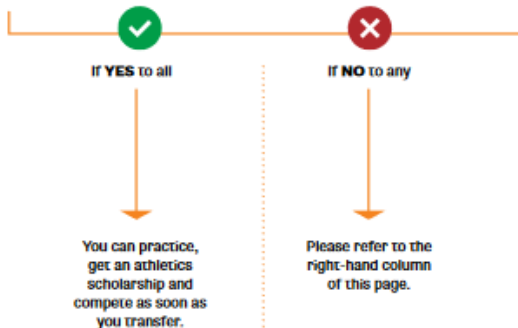 If YES to all
If NO to any
You can practice,
get an athletics
scholarship and
compete as soon as
you transfer.
Please refer to the
right-hand column
of this page.